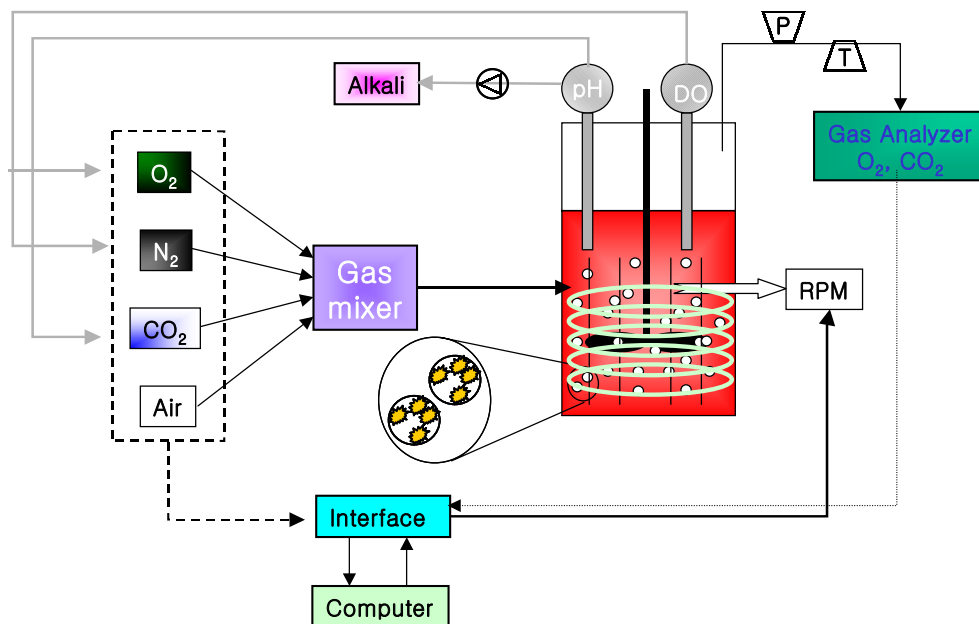 P
T
Alkali
pH
DO
Gas Analyzer
O₂, CO₂
O₂
N₂
Gas
mixer
CO₂
RPM
Air
Interface
Computer